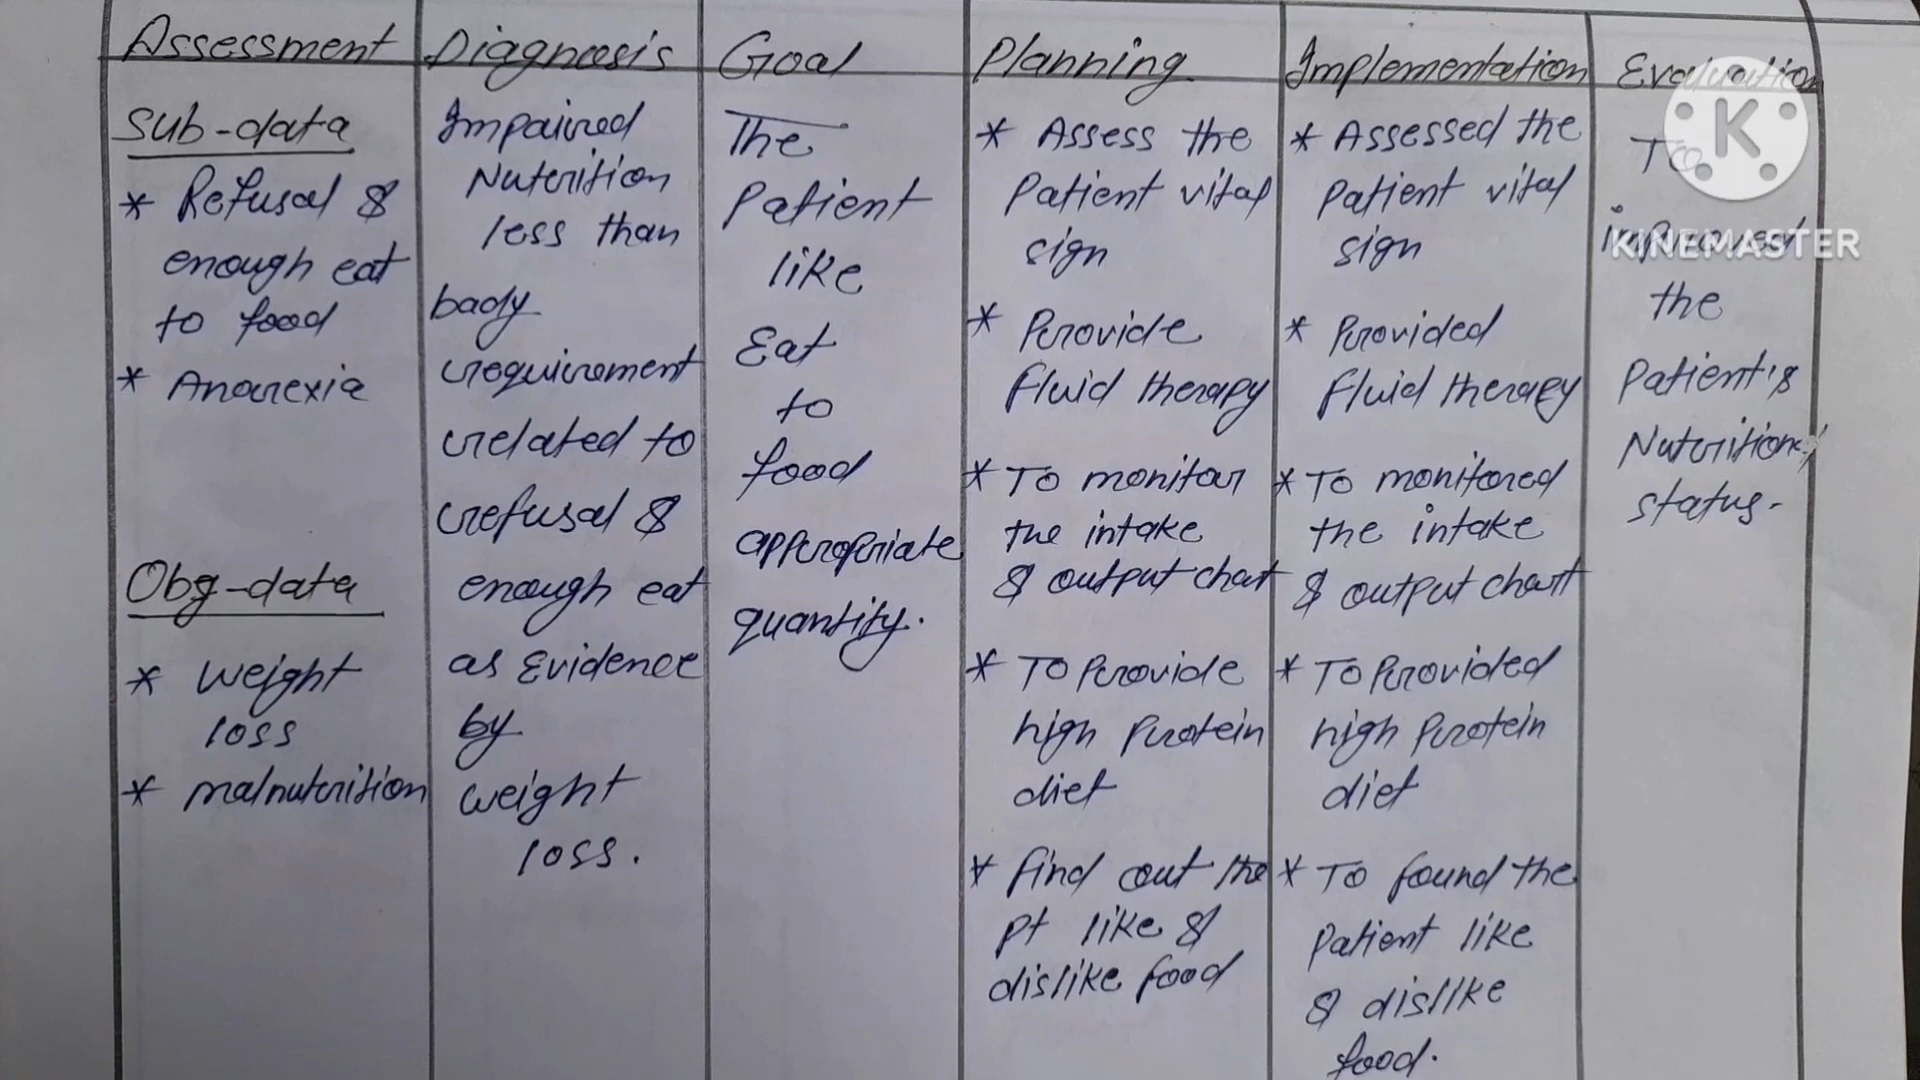 Assessment
Sub-data
* Refusal &
enough eat
to food
* Anorexia
Obg-data
* weight
loss
* malnutrition
Diagnosis
Impaired
Nutrition
less than
body
requirement
related to
refusal &
enough eat
as Evidence
by
weight
loss.
Goal
The
Patient
like
Eat
to
food
appropriate
quantity.
Planning
* Assess the
Patient vital
sign
* Provide
fluid therapy
* To monitor
the intake
& output chart
* To Provide
high Protein
diet
* find out the
Pt like &
dislike food
Implementation
* Assessed the
Patient vital
sign
* Provided
fluid therapy
* To monitored
the intake
& output chart
* To Provided
high Protein
diet
* To found the
Patient like
& dislike
food.
Evaluation
To
improved
the
Patient's
Nutritional
status.
K
KINEMASTER